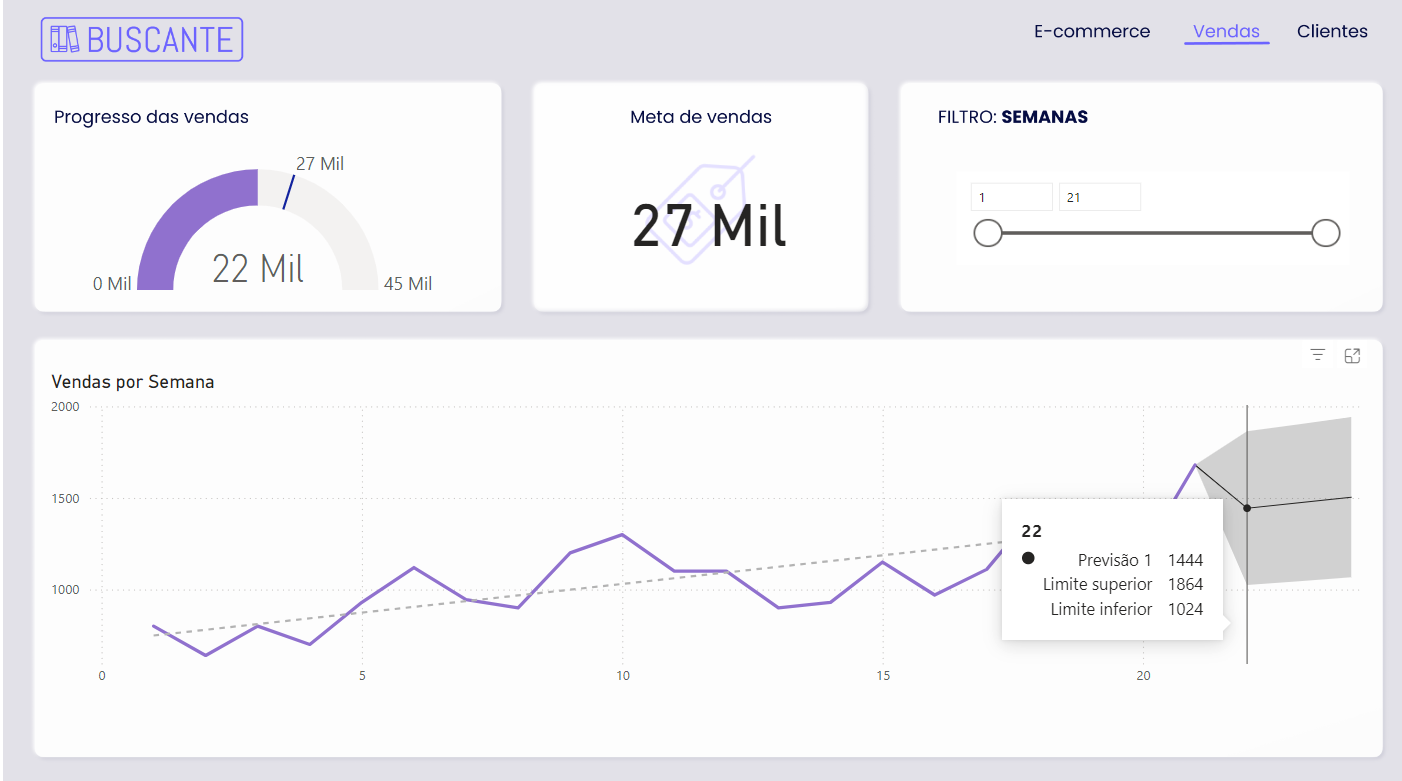 BUSCANTE
E-commerce
Vendas
Clientes
Progresso das vendas
27 Mil
22 Mil
0 Mil
45 Mil
Meta de vendas
27 Mil
FILTRO: SEMANAS
1
21
Vendas por Semana
2000
1500
1000
0
5
10
15
20
22
Previsão 1 1444
Limite superior 1864
Limite inferior 1024